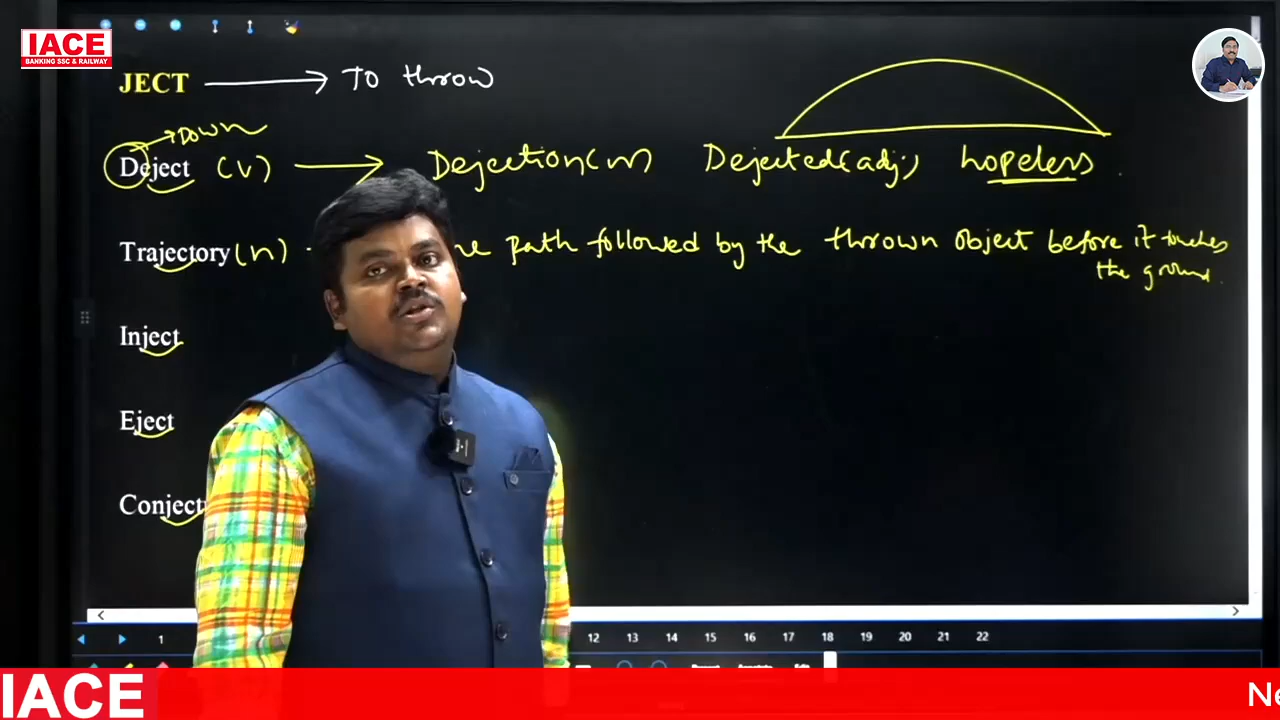 IACE
BANKING SSC & RAILWAY
JECT → To throw
Down
Deject (v) → Dejection(n) Dejected(adj) hopeless
Trajectory (n) path followed by the thrown object before it touches
the ground.
Inject
Eject
Conject
1 12 13 14 15 16 17 18 19 20 21 22
IACE